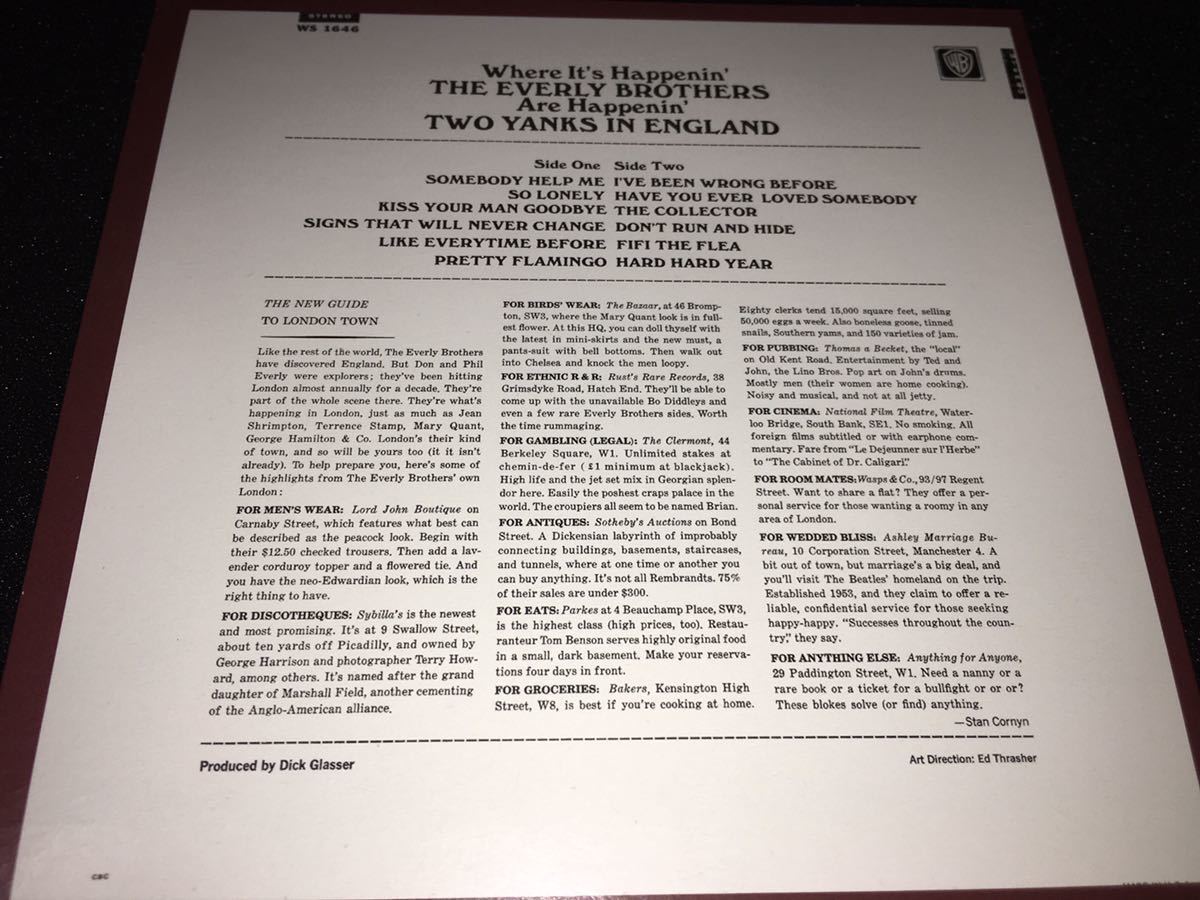 STEREO
WS 1646
WB
Where It's Happenin'
THE EVERLY BROTHERS
Are Happenin'
TWO YANKS IN ENGLAND
Side One Side Two
SOMEBODY HELP ME I'VE BEEN WRONG BEFORE
SO LONELY HAVE YOU EVER LOVED SOMEBODY
KISS YOUR MAN GOODBYE THE COLLECTOR
SIGNS THAT WILL NEVER CHANGE DON'T RUN AND HIDE
LIKE EVERYTIME BEFORE FIFI THE FLEA
PRETTY FLAMINGO HARD HARD YEAR
THE NEW GUIDE
TO LONDON TOWN
Like the rest of the world, The Everly Brothers
have discovered England. But Don and Phil
Everly were explorers; they've been hitting
London almost annually for a decade. They're
part of the whole scene there. They're what's
happening in London, just as much as Jean
Shrimpton, Terrence Stamp, Mary Quant,
George Hamilton & Co. London's their kind
of town, and so will be yours too (it it isn't
already). To help prepare you, here's some of
the highlights from The Everly Brothers' own
London:
FOR MEN'S WEAR: Lord John Boutique on
Carnaby Street, which features what best can
be described as the peacock look. Begin with
their $12.50 checked trousers. Then add a lav-
ender corduroy topper and a flowered tie. And
you have the neo-Edwardian look, which is the
right thing to have.
FOR DISCOTHEQUES: Sybilla's is the newest
and most promising. It's at 9 Swallow Street,
about ten yards off Picadilly, and owned by
George Harrison and photographer Terry How-
ard, among others. It's named after the grand
daughter of Marshall Field, another cementing
of the Anglo-American alliance.
FOR BIRDS' WEAR: The Bazaar, at 46 Bromp-
ton, SW3, where the Mary Quant look is in full-
est flower. At this HQ, you can doll thyself with
the latest in mini-skirts and the new must, a
pants-suit with bell bottoms. Then walk out
into Chelsea and knock the men loopy.
FOR ETHNIC R & R: Rust's Rare Records, 38
Grimsdyke Road, Hatch End. They'll be able to
come up with the unavailable Bo Diddleys and
even a few rare Everly Brothers sides. Worth
the time rummaging.
FOR GAMBLING (LEGAL): The Clermont, 44
Berkeley Square, W1. Unlimited stakes at
chemin-de-fer (£1 minimum at blackjack).
High life and the jet set mix in Georgian splen-
dor here. Easily the poshest craps palace in the
world. The croupiers all seem to be named Brian.
FOR ANTIQUES: Sotheby's Auctions on Bond
Street. A Dickensian labyrinth of improbably
connecting buildings, basements, staircases,
and tunnels, where at one time or another you
can buy anything. It's not all Rembrandts. 75%
of their sales are under $300.
FOR EATS: Parkes at 4 Beauchamp Place, SW3,
is the highest class (high prices, too). Restau-
ranteur Tom Benson serves highly original food
in a small, dark basement. Make your reserva-
tions four days in front.
FOR GROCERIES: Bakers, Kensington High
Street, W8, is best if you're cooking at home.
Eighty clerks tend 15,000 square feet, selling
50,000 eggs a week. Also boneless goose, tinned
snails, Southern yams, and 150 varieties of jam.
FOR PUBBING: Thomas a Becket, the "local"
on Old Kent Road. Entertainment by Ted and
John, the Lino Bros. Pop art on John's drums.
Mostly men (their women are home cooking).
Noisy and musical, and not at all jetty.
FOR CINEMA: National Film Theatre, Water-
loo Bridge, South Bank, SE1. No smoking. All
foreign films subtitled or with earphone com-
mentary. Fare from "Le Dejeunner sur l'Herbe"
to "The Cabinet of Dr. Caligari."
FOR ROOM MATES: Wasps & Co., 93/97 Regent
Street. Want to share a flat? They offer a per-
sonal service for those wanting a roomy in any
area of London.
FOR WEDDED BLISS: Ashley Marriage Bu-
reau, 10 Corporation Street, Manchester 4. A
bit out of town, but marriage's a big deal, and
you'll visit The Beatles' homeland on the trip.
Established 1953, and they claim to offer a re-
liable, confidential service for those seeking
happy-happy. "Successes throughout the coun-
try," they say.
FOR ANYTHING ELSE: Anything for Anyone,
29 Paddington Street, W1. Need a nanny or a
rare book or a ticket for a bullfight or or or?
These blokes solve (or find) anything.
—Stan Cornyn
Produced by Dick Glasser
Art Direction: Ed Thrasher
CSC